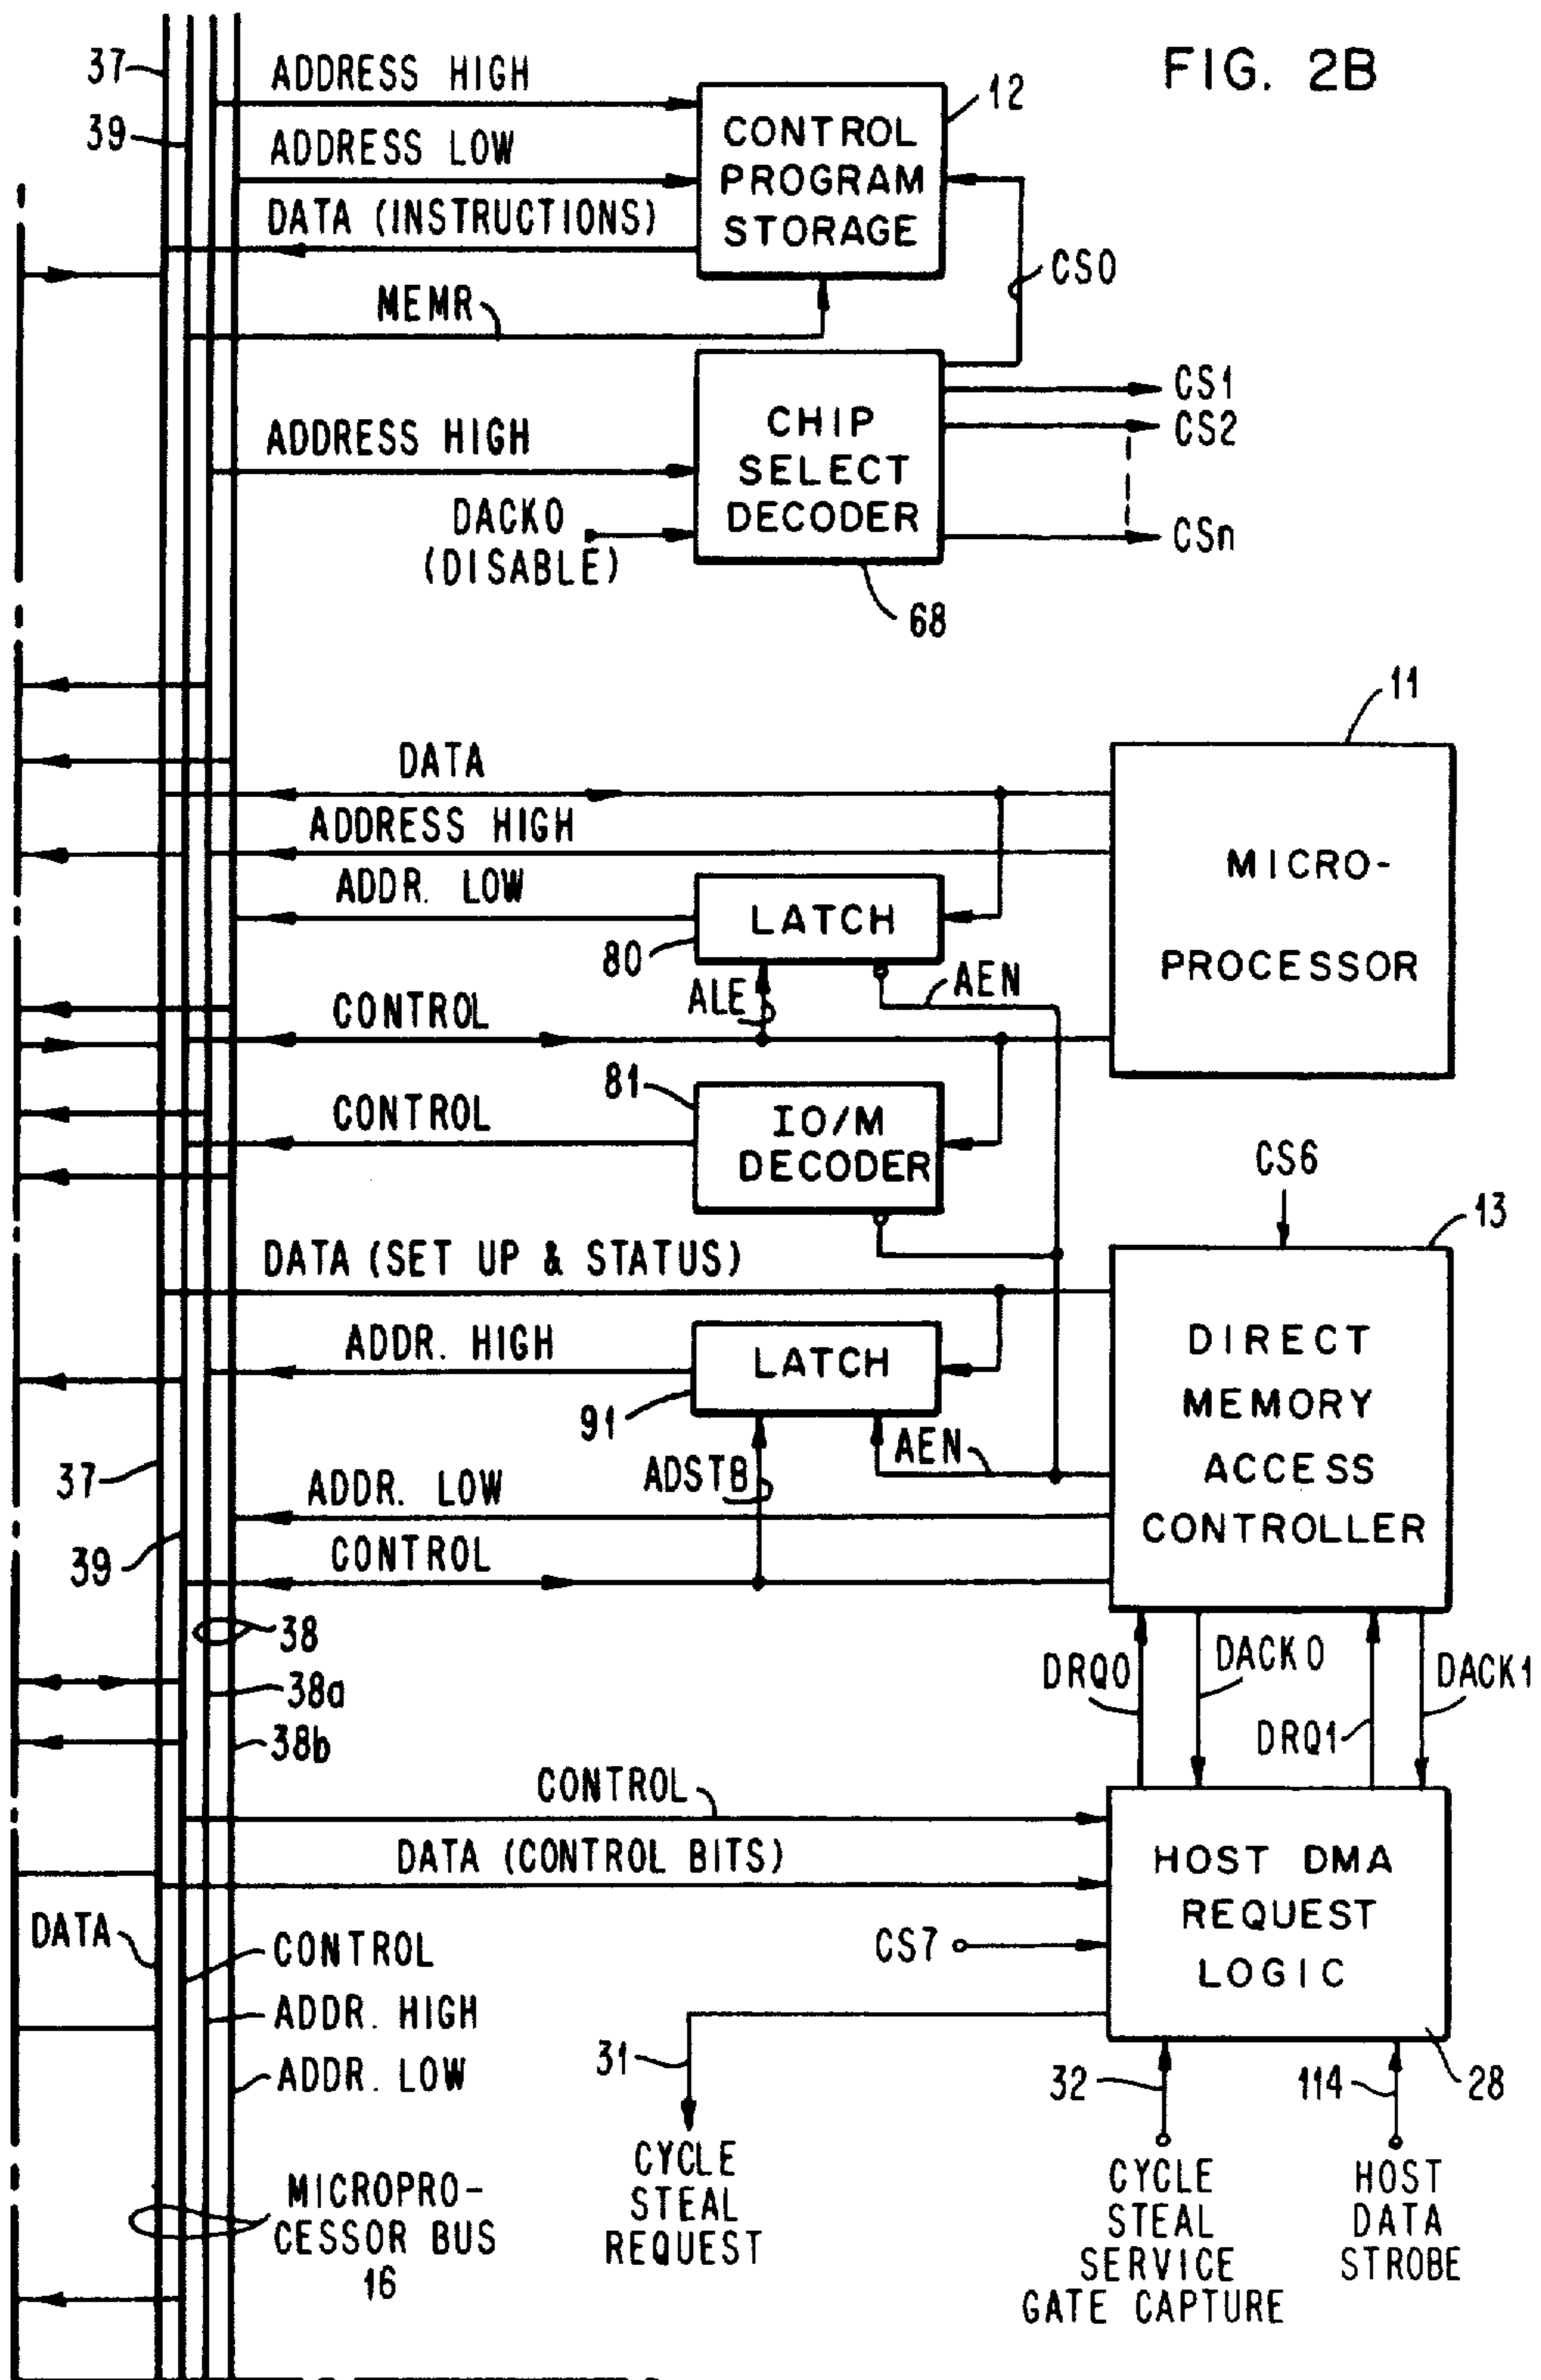 FIG. 2B
37
ADDRESS HIGH
12
39
ADDRESS LOW
CONTROL
PROGRAM
STORAGE
DATA (INSTRUCTIONS)
CS0
MEMR
CS1
CS2
CSn
ADDRESS HIGH
CHIP
SELECT
DECODER
DACK0
(DISABLE)
68
11
DATA
ADDRESS HIGH
MICRO-
PROCESSOR
ADDR. LOW
LATCH
80
ALE
AEN
CONTROL
81
CONTROL
IO/M
DECODER
CS6
13
DATA (SET UP & STATUS)
DIRECT
MEMORY
ACCESS
CONTROLLER
ADDR. HIGH
LATCH
91
ADSTB
AEN
37
ADDR. LOW
39
CONTROL
38
38a
38b
DRQ0
DACK0
DRQ1
DACK1
CONTROL
DATA (CONTROL BITS)
HOST DMA
REQUEST
LOGIC
CS7
DATA
CONTROL
ADDR. HIGH
ADDR. LOW
31
32
114
28
CYCLE
STEAL
REQUEST
CYCLE
STEAL
SERVICE
GATE CAPTURE
HOST
DATA
STROBE
MICROPRO-
CESSOR BUS
16